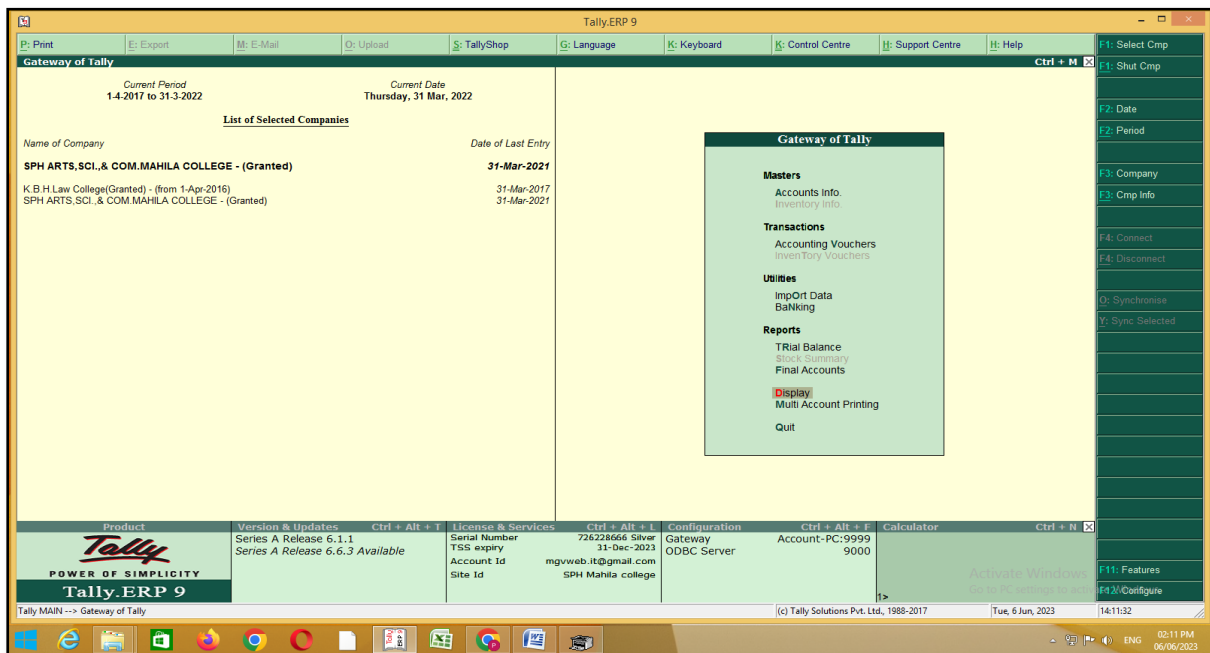 Tally.ERP 9
P: Print E: Export M: E-Mail O: Upload S: TallyShop G: Language K: Keyboard K: Control Centre H: Support Centre H: Help
Gateway of Tally Ctrl + M
Current Period Current Date
1-4-2017 to 31-3-2022 Thursday, 31 Mar, 2022
List of Selected Companies
Name of Company Date of Last Entry
SPH ARTS,SCI.,& COM.MAHILA COLLEGE - (Granted) 31-Mar-2021
K.B.H.Law College(Granted) - (from 1-Apr-2016) 31-Mar-2017
SPH ARTS,SCI.,& COM.MAHILA COLLEGE - (Granted) 31-Mar-2021
Gateway of Tally
Masters
Accounts Info.
Inventory Info.
Transactions
Accounting Vouchers
InvenTory Vouchers
Utilities
ImpOrt Data
BaNking
Reports
TRial Balance
Stock Summary
Final Accounts
Display
Multi Account Printing
Quit
F1: Select Cmp
F1: Shut Cmp
F2: Date
F2: Period
F3: Company
F3: Cmp Info
F4: Connect
F4: Disconnect
O: Synchronise
Y: Sync Selected
F11: Features
F12: Configure
Product
Tally
POWER OF SIMPLICITY
Tally.ERP 9
Version & Updates Ctrl + Alt + T
Series A Release 6.1.1
Series A Release 6.6.3 Available
License & Services Ctrl + Alt + L
Serial Number 726228666 Silver
TSS expiry 31-Dec-2023
Account Id mgvweb.it@gmail.com
Site Id SPH Mahila college
Configuration Ctrl + Alt + F
Gateway Account-PC:9999
ODBC Server 9000
Calculator Ctrl + N
1>
Activate Windows
Go to PC settings to activate Windows.
Tally MAIN --> Gateway of Tally (c) Tally Solutions Pvt. Ltd., 1988-2017 Tue, 6 Jun, 2023 14:11:32
ENG 02:11 PM
06/06/2023